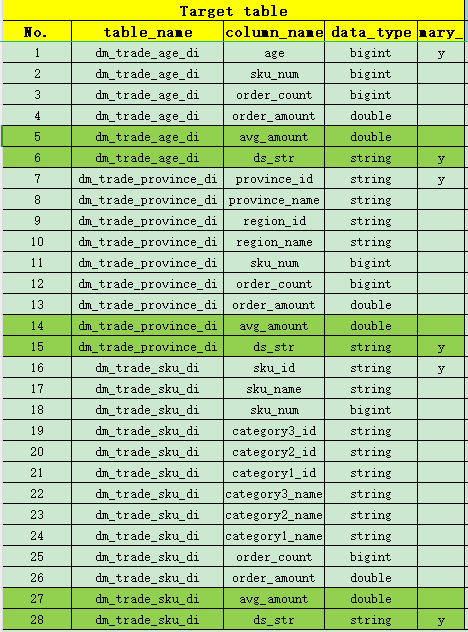 Target table
No. table_name column_name data_type mary_
1 dm_trade_age_di age bigint y
2 dm_trade_age_di sku_num bigint
3 dm_trade_age_di order_count bigint
4 dm_trade_age_di order_amount double
5 dm_trade_age_di avg_amount double
6 dm_trade_age_di ds_str string y
7 dm_trade_province_di province_id string y
8 dm_trade_province_di province_name string
9 dm_trade_province_di region_id string
10 dm_trade_province_di region_name string
11 dm_trade_province_di sku_num bigint
12 dm_trade_province_di order_count bigint
13 dm_trade_province_di order_amount double
14 dm_trade_province_di avg_amount double
15 dm_trade_province_di ds_str string y
16 dm_trade_sku_di sku_id string y
17 dm_trade_sku_di sku_name string
18 dm_trade_sku_di sku_num bigint
19 dm_trade_sku_di category3_id string
20 dm_trade_sku_di category2_id string
21 dm_trade_sku_di category1_id string
22 dm_trade_sku_di category3_name string
23 dm_trade_sku_di category2_name string
24 dm_trade_sku_di category1_name string
25 dm_trade_sku_di order_count bigint
26 dm_trade_sku_di order_amount double
27 dm_trade_sku_di avg_amount double
28 dm_trade_sku_di ds_str string y